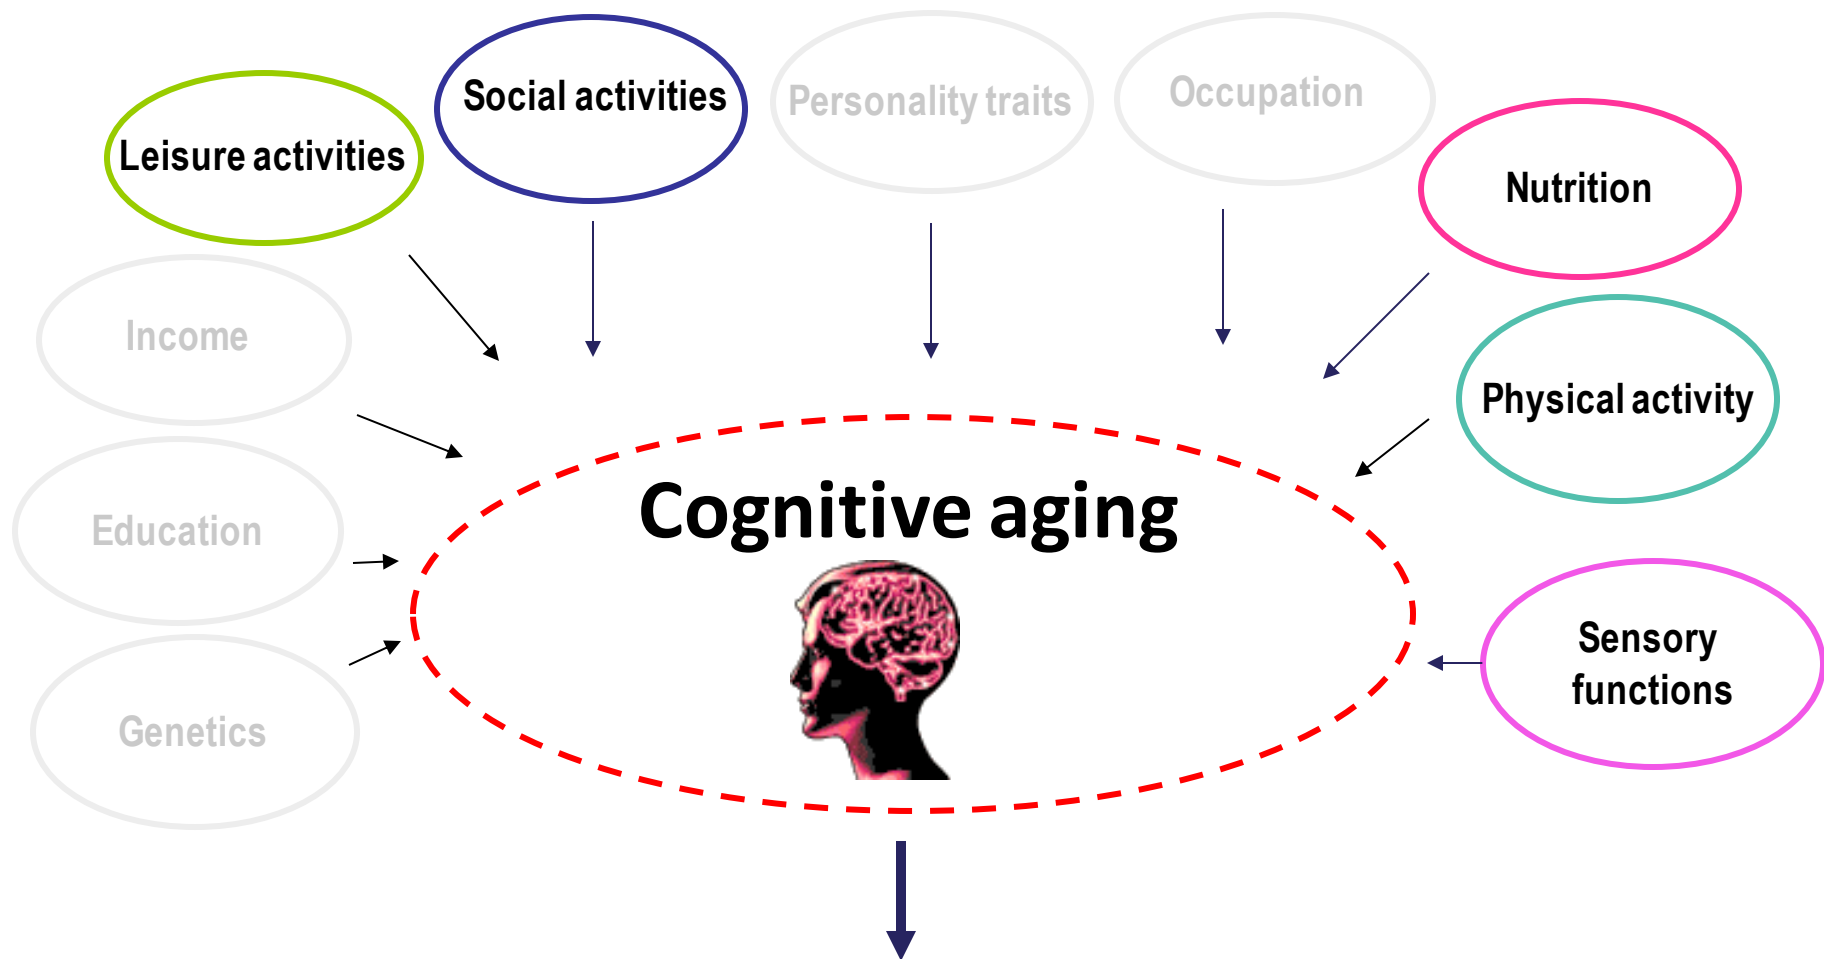 Social activities
Personality traits
Occupation
Leisure activities
Nutrition
Income
Physical activity
Cognitive aging
Education
Sensory
functions
Genetics